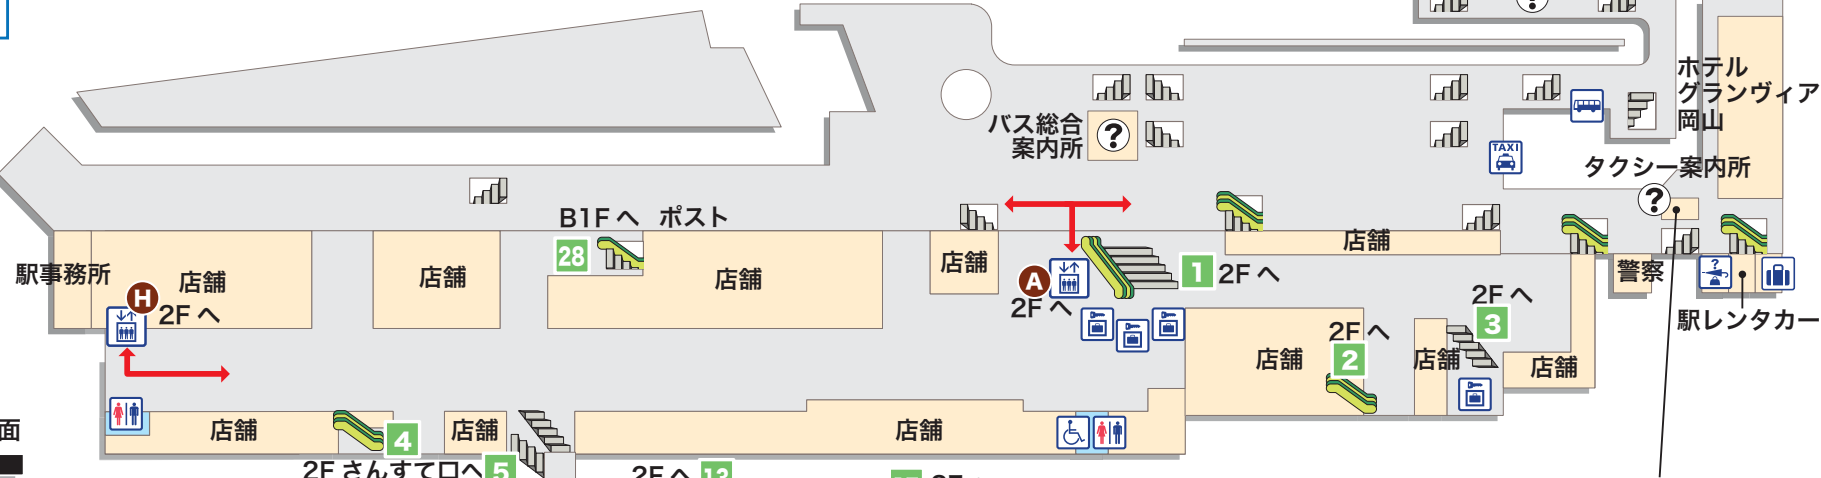 ホテル
グランヴィア
岡山
バス総合
案内所
?
TAXI
タクシー案内所
?
B1Fへ ポスト
28
店舗
駅事務所
店舗
店舗
店舗
店舗
H
2Fへ
A
2Fへ
1 2Fへ
警察
?
駅レンタカー
2Fへ
3
2Fへ
2
店舗
店舗
店舗
店舗
4
店舗
店舗
2Fさんすて口へ 5
2Fへ 13
面